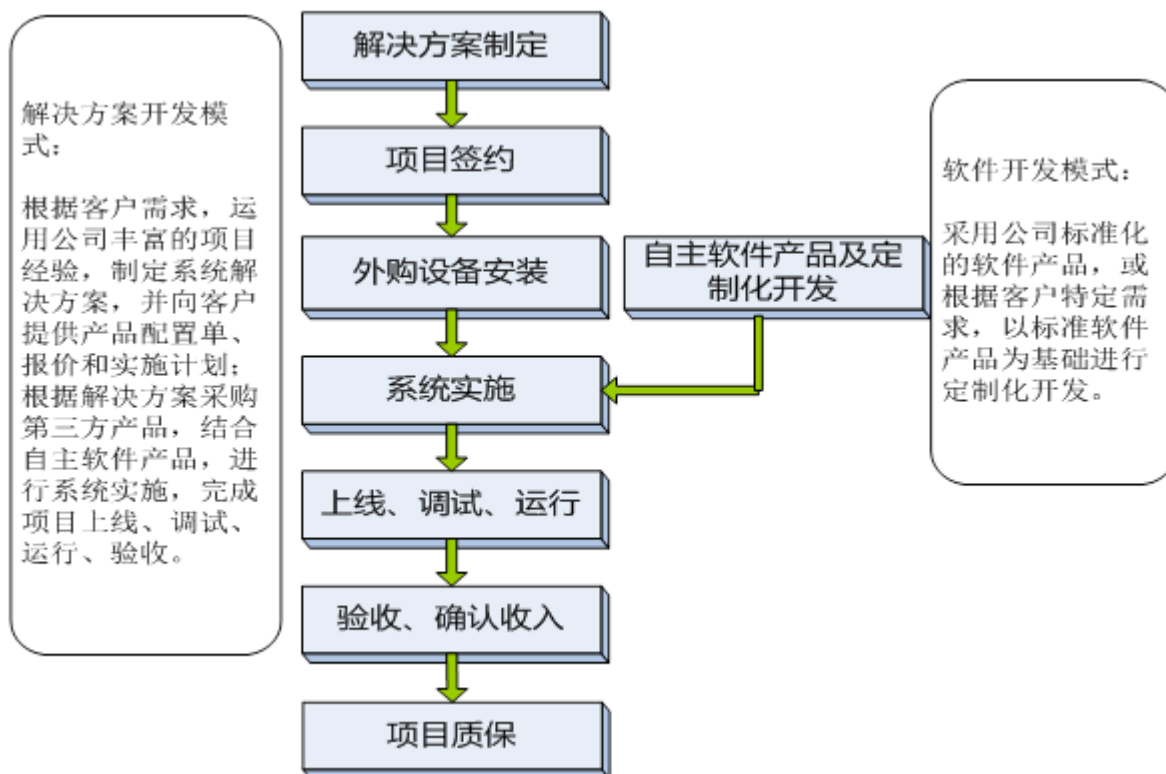 解决方案开发模
式：
根据客户需求，运
用公司丰富的项目
经验，制定系统解
决方案，并向客户
提供产品配置单、
报价和实施计划；
根据解决方案采购
第三方产品，结合
自主软件产品，进
行系统实施，完成
项目上线、调试、
运行、验收。
解决方案制定
项目签约
外购设备安装
系统实施
上线、调试、运行
验收、确认收入
项目质保
自主软件产品及定
制化开发
软件开发模式：
采用公司标准化
的软件产品，或
根据客户特定需
求，以标准软件
产品为基础进行
定制化开发。